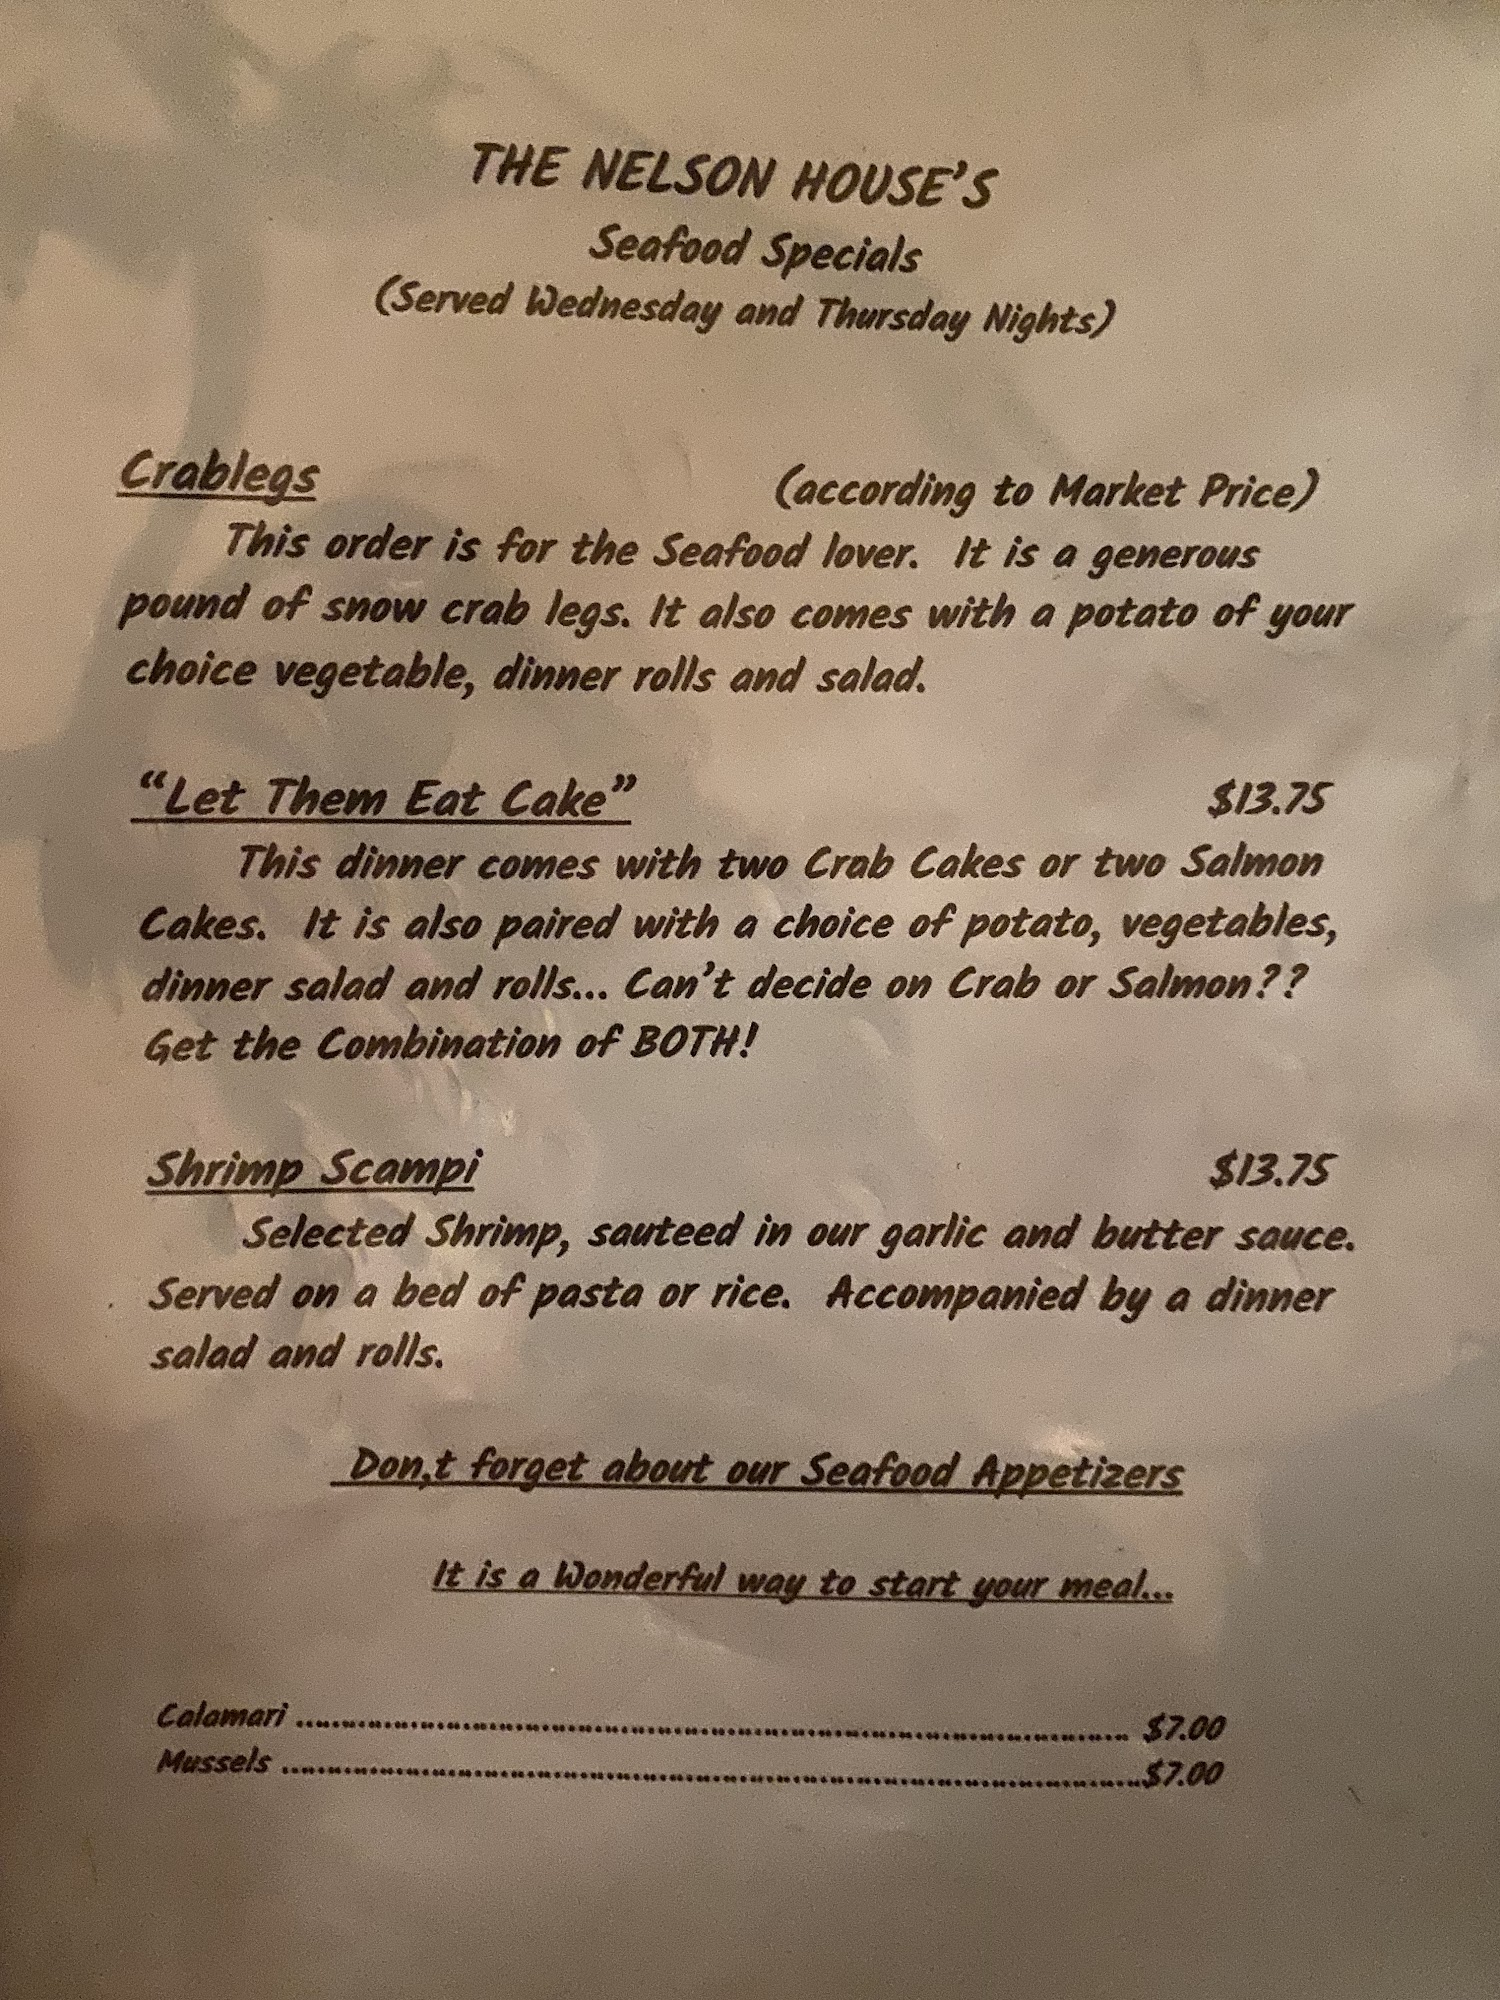 THE NELSON HOUSE'S
Seafood Specials
(Served Wednesday and Thursday Nights)
Crablegs (according to Market Price)
This order is for the Seafood lover. It is a generous
pound of snow crab legs. It also comes with a potato of your
choice vegetable, dinner rolls and salad.
“Let Them Eat Cake” $13.75
This dinner comes with two Crab Cakes or two Salmon
Cakes. It is also paired with a choice of potato, vegetables,
dinner salad and rolls... Can't decide on Crab or Salmon??
Get the Combination of BOTH!
Shrimp Scampi $13.75
Selected Shrimp, sauteed in our garlic and butter sauce.
Served on a bed of pasta or rice. Accompanied by a dinner
salad and rolls.
Don,t forget about our Seafood Appetizers
It is a Wonderful way to start your meal...
Calamari ........................................................................................ $7.00
Mussels ..........................................................................................$7.00